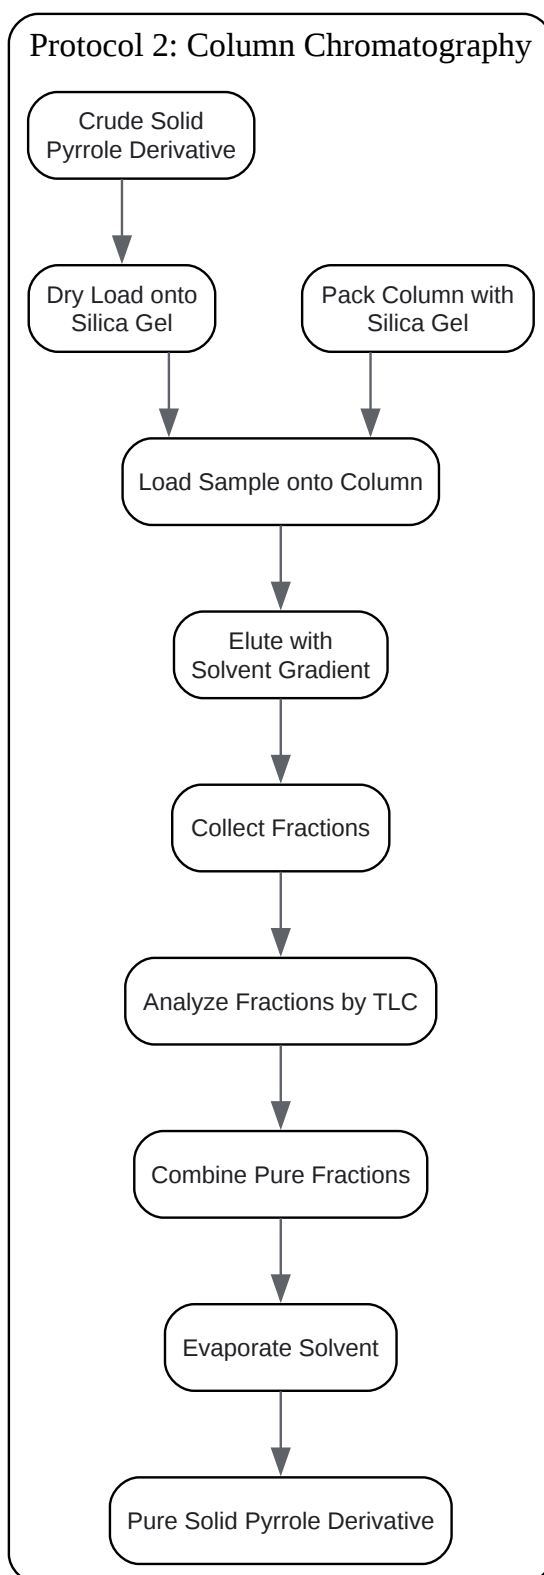 Protocol 2: Column Chromatography
Crude Solid
Pyrrole Derivative
Dry Load onto
Silica Gel
Pack Column with
Silica Gel
Load Sample onto Column
Elute with
Solvent Gradient
Collect Fractions
Analyze Fractions by TLC
Combine Pure Fractions
Evaporate Solvent
Pure Solid Pyrrole Derivative